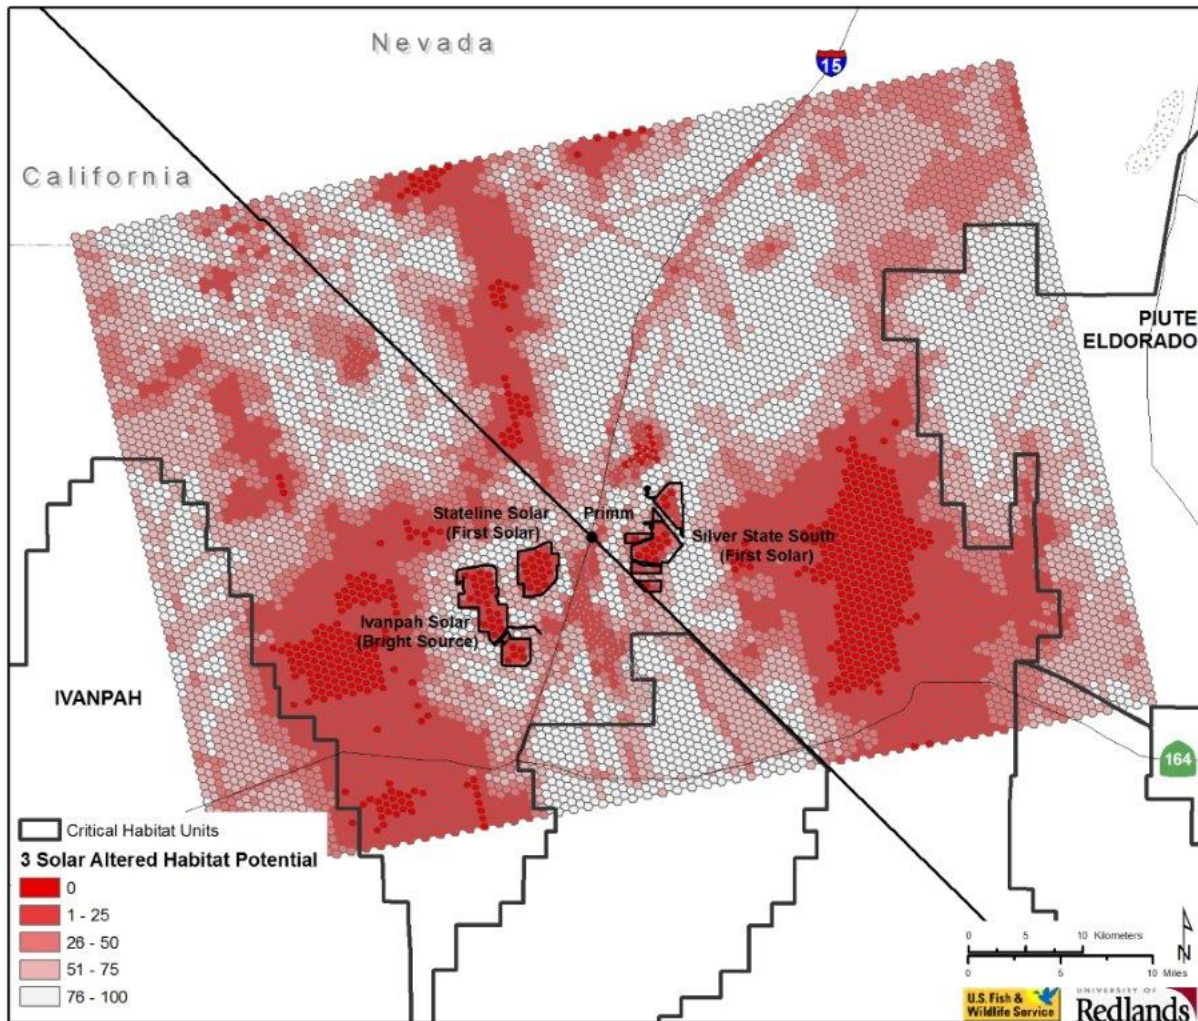 Nevada
15
California
PIUTE
ELDORADO
Stateline Solar
(First Solar)
Primm
Silver State South
(First Solar)
Ivanpah Solar
(Bright Source)
IVANPAH
164
Critical Habitat Units
3 Solar Altered Habitat Potential
0
1 - 25
26 - 50
51 - 75
76 - 100
0 5 10 Kilometers
0 5 10 Miles
N
U.S. Fish &
Wildlife Service
UNIVERSITY OF
Redlands